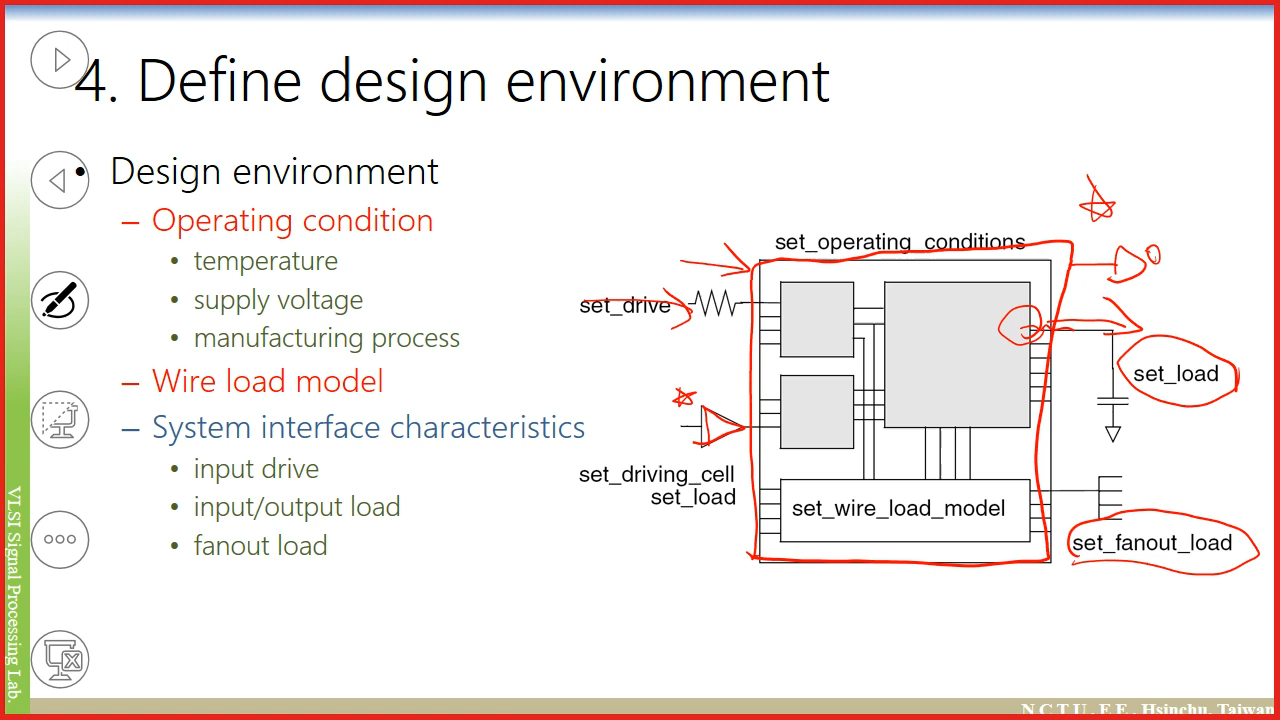 4. Define design environment
• Design environment
– Operating condition
• temperature
• supply voltage
• manufacturing process
– Wire load model
– System interface characteristics
• input drive
• input/output load
• fanout load
set_operating_conditions
set_drive
set_load
set_driving_cell
set_load
set_wire_load_model
set_fanout_load
VLSI Signal Processing Lab.
NCTU. EE, Hsinchu, Taiwan